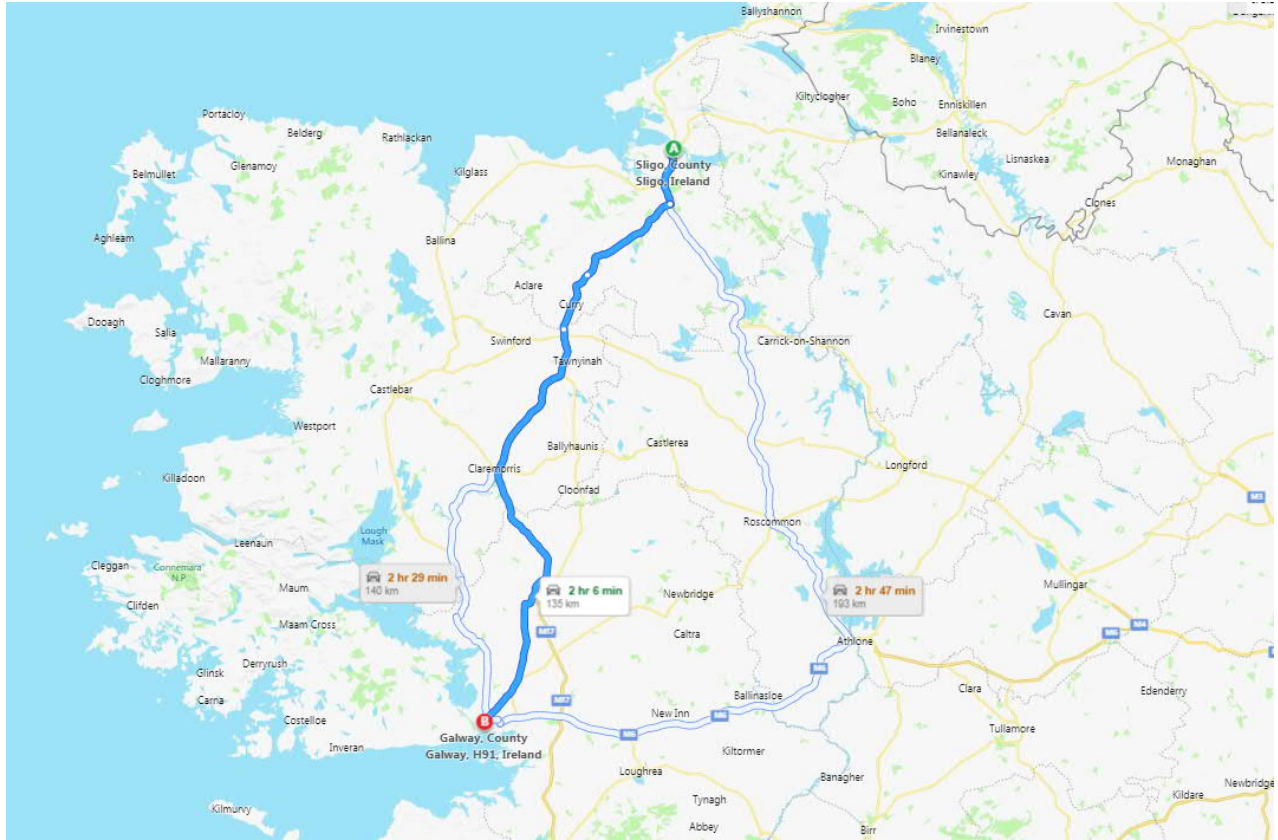 Ballyshannon
Irvinestown
Blaney
Portacloy
Belderg
Rathlackan
Kiltyclogher
Boho
Enniskillen
Bellanaleck
Glenamoy
Belmullet
Kilglass
Sligo, County
Sligo, Ireland
A
Lisnaskea
Kinawley
Monaghan
Clones
Aghleam
Ballina
Aclare
Curry
Dooagh
Salia
Mallaranny
Cloghmore
Swinford
Tawnyinah
Carrick-on-Shannon
Cavan
Castlebar
Westport
Ballyhaunis
Castlerea
Killadoon
Claremorris
Cloonfad
Longford
Roscommon
M3
Lough
Mask
Leenaun
Connemara
N.P
Cleggan
Clifden
Maum
Maam Cross
2 hr 29 min
140 km
2 hr 6 min
135 km
Newbridge
2 hr 47 min
193 km
Mullingar
M17
Caltra
Athlone
M6
M4
Glinsk
Derryrush
Carna
Costelloe
Inveran
M6
Ballinasloe
Clara
Edenderry
New Inn
M6
Tullamore
B
Galway, County
Galway, H91, Ireland
M6
Kiltormer
Loughrea
Banagher
Kilmurvy
Tynagh
Abbey
Birr
Kildare
Newbridge